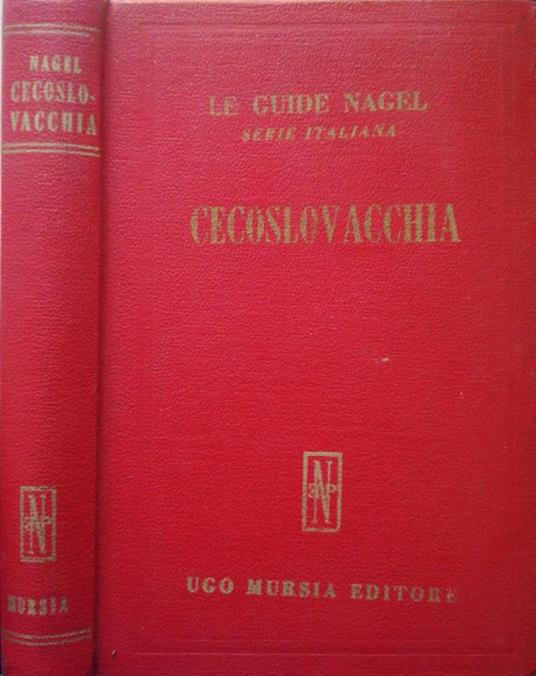 NAGEL
CECOSLO-
VACCHIA
MURSIA
LE GUIDE NAGEL
SERIE ITALIANA
CECOSLOVACCHIA
N
UGO MURSIA EDITORE